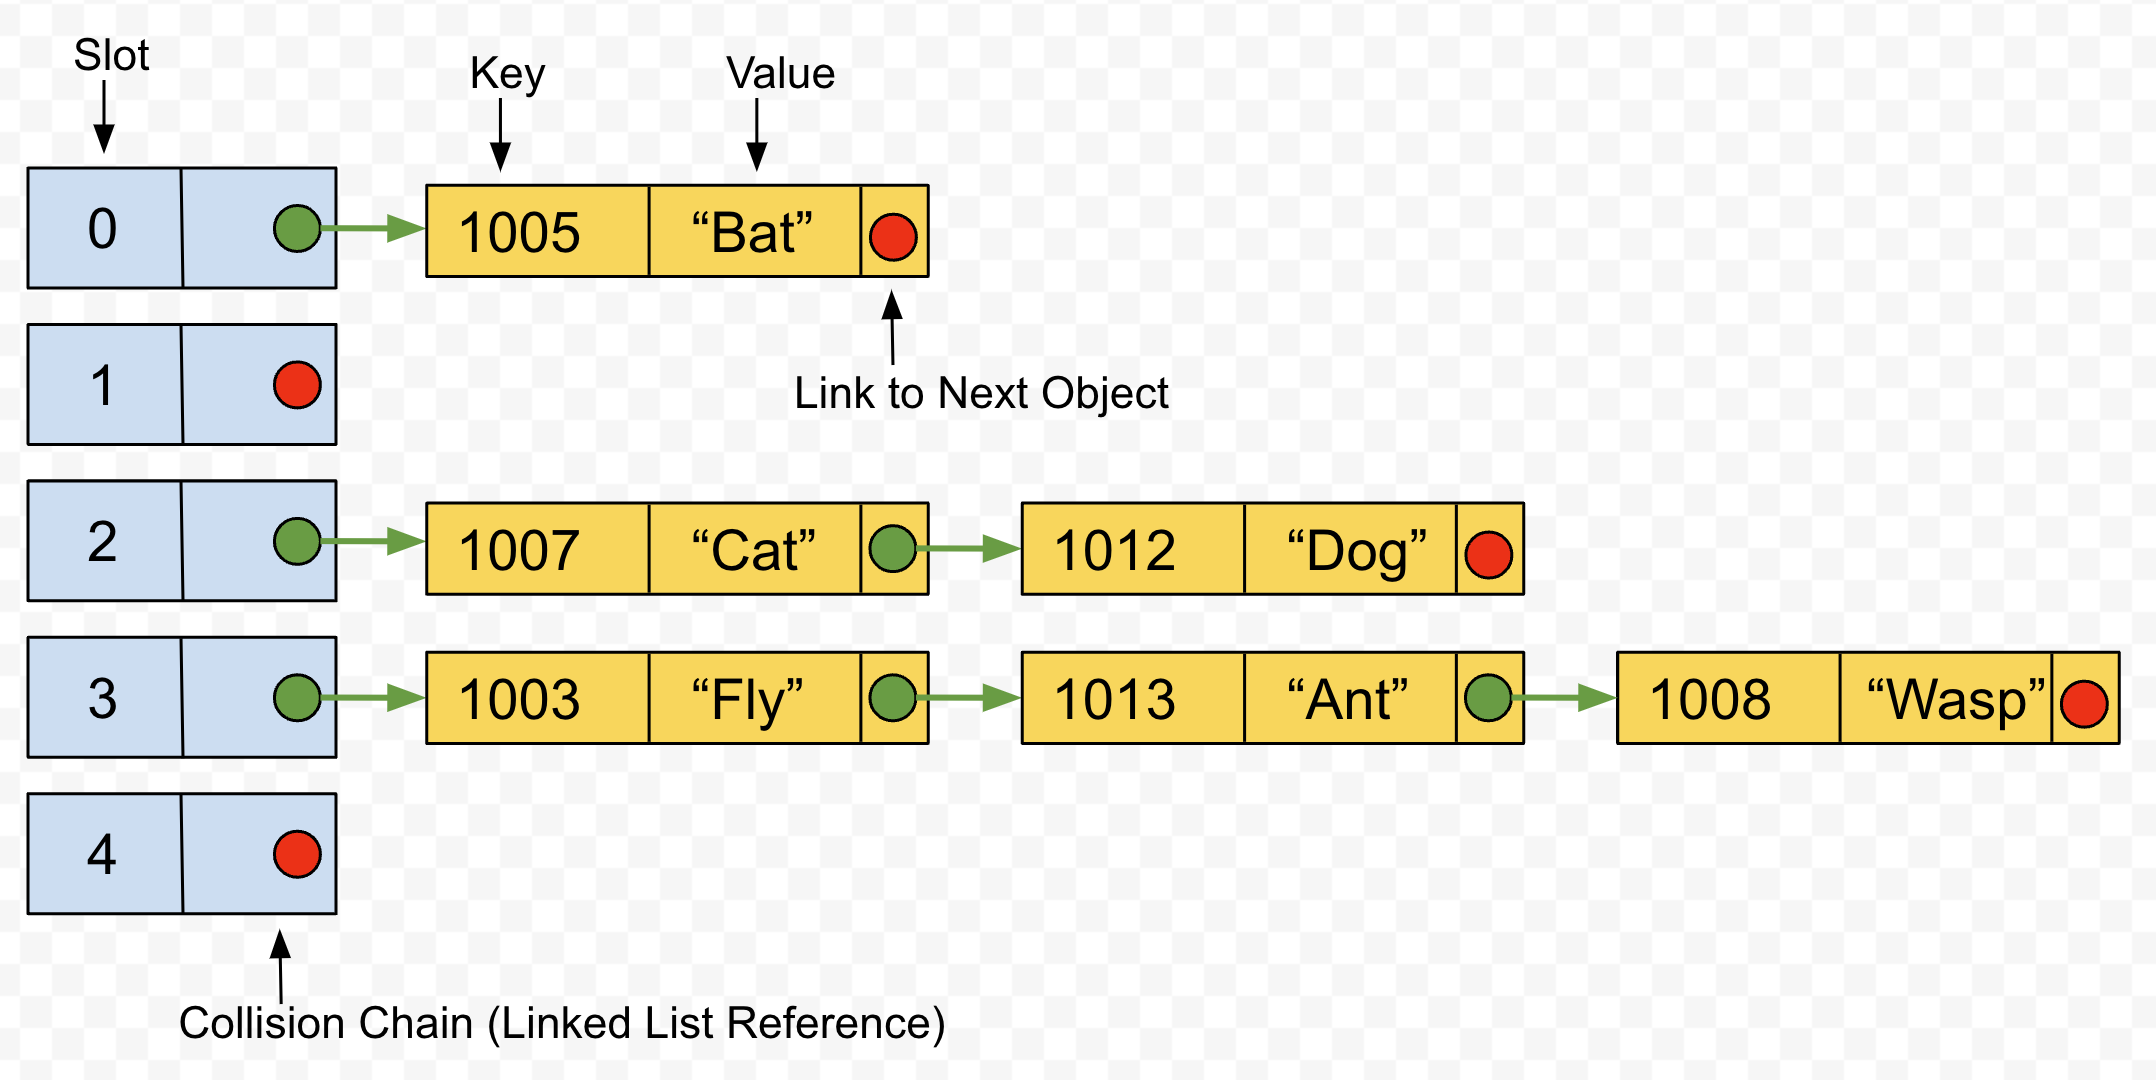 Slot
Key
Value
0
1005
“Bat”
1
Link to Next Object
2
1007
“Cat”
1012
“Dog”
3
1003
“Fly”
1013
“Ant”
1008
“Wasp”
4
Collision Chain (Linked List Reference)